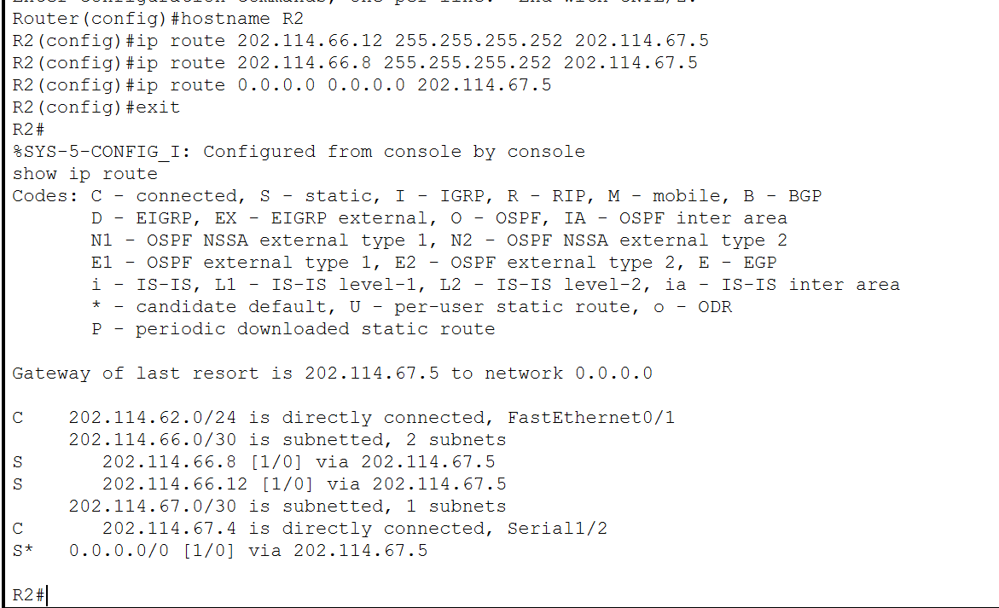 Router(config)#hostname R2
R2(config)#ip route 202.114.66.12 255.255.255.252 202.114.67.5
R2(config)#ip route 202.114.66.8 255.255.255.252 202.114.67.5
R2(config)#ip route 0.0.0.0 0.0.0.0 202.114.67.5
R2(config)#exit
R2#
%SYS-5-CONFIG_I: Configured from console by console
show ip route
Codes: C - connected, S - static, I - IGRP, R - RIP, M - mobile, B - BGP
       D - EIGRP, EX - EIGRP external, O - OSPF, IA - OSPF inter area
       N1 - OSPF NSSA external type 1, N2 - OSPF NSSA external type 2
       E1 - OSPF external type 1, E2 - OSPF external type 2, E - EGP
       i - IS-IS, L1 - IS-IS level-1, L2 - IS-IS level-2, ia - IS-IS inter area
       * - candidate default, U - per-user static route, o - ODR
       P - periodic downloaded static route
Gateway of last resort is 202.114.67.5 to network 0.0.0.0
C    202.114.62.0/24 is directly connected, FastEthernet0/1
     202.114.66.0/30 is subnetted, 2 subnets
S       202.114.66.8 [1/0] via 202.114.67.5
S       202.114.66.12 [1/0] via 202.114.67.5
     202.114.67.0/30 is subnetted, 1 subnets
C       202.114.67.4 is directly connected, Serial1/2
S*   0.0.0.0/0 [1/0] via 202.114.67.5
R2#